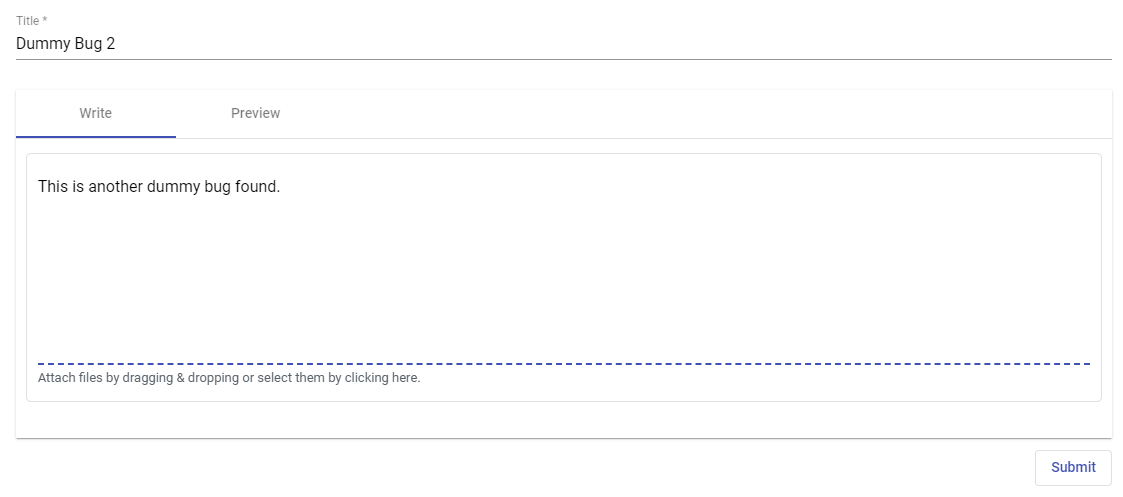 Title *
Dummy Bug 2
Write Preview
This is another dummy bug found.
Attach files by dragging & dropping or select them by clicking here.
Submit